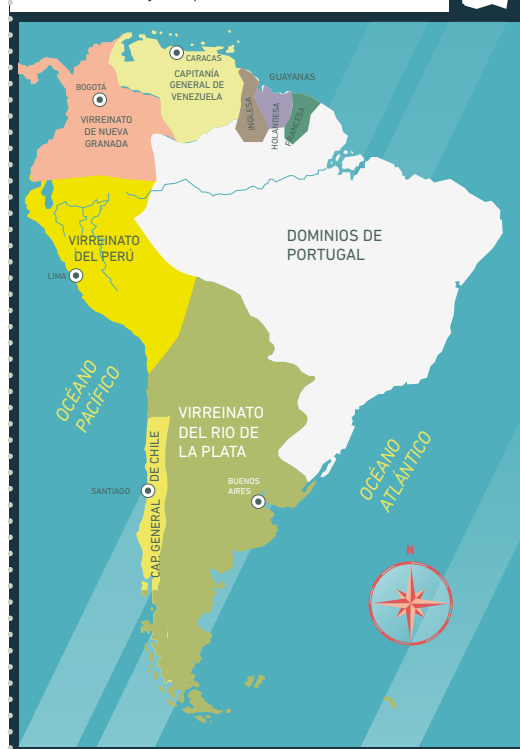 CARACAS
CAPITANÍA
GENERAL DE
VENEZUELA
GUAYANAS
BOGOTÁ
VIRREINATO
DE NUEVA
GRANADA
INGLESA
HOLANDESA
FRANCESA
VIRREINATO
DEL PERÚ
LIMA
DOMINIOS DE
PORTUGAL
OCÉANO
PACÍFICO
VIRREINATO
DEL RIO DE
LA PLATA
CAP. GENERAL DE CHILE
SANTIAGO
BUENOS
AIRES
OCÉANO
ATLÁNTICO
N